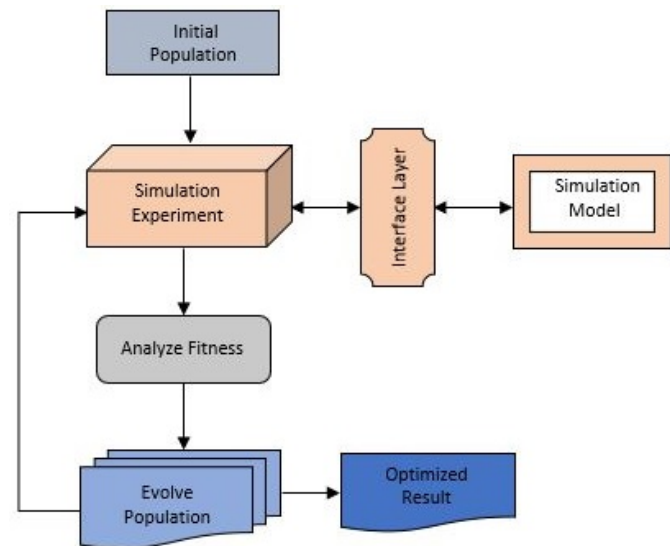 Initial
Population
Simulation
Experiment
Interface Layer
Simulation
Model
Analyze Fitness
Evolve
Population
Optimized
Result